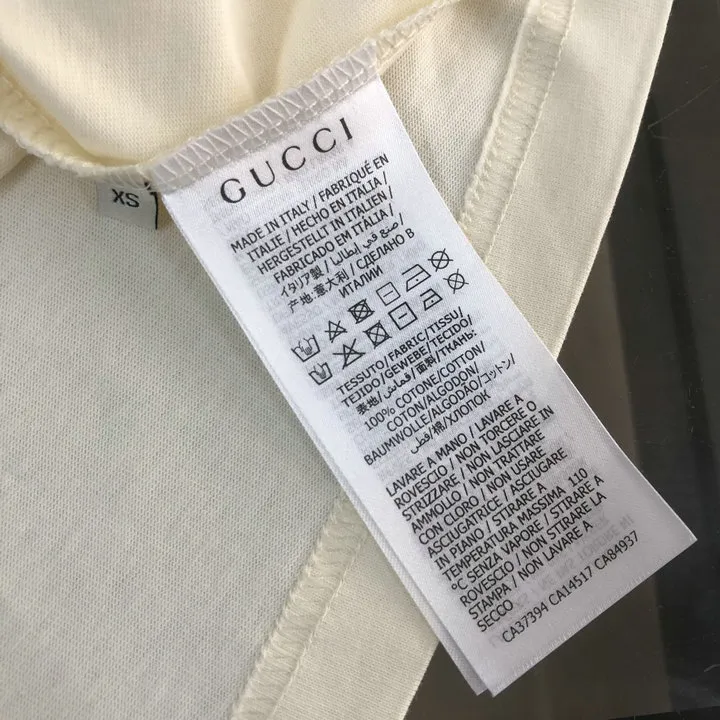 XS
GUCCI
MADE IN ITALY / FABRIQUÉ EN
ITALIE / HECHO EN ITALIA /
HERGESTELLT IN ITALIEN /
FABRICADO EM ITÁLIA /
イタリア製 / صنع في إيطاليا /
产地:意大利 / СДЕЛАНО В
ИТАЛИИ
TESSUTO/FABRIC/TISSU/
TEJIDO/GEWEBE/TECIDO/
表地/قماش/面料/ТКАНЬ:
100% COTONE/COTTON/
COTON/ALGODON/
BAUMWOLLE/ALGODÃO/コットン/
قطن/棉/ХЛОПОК
LAVARE A MANO / LAVARE A
ROVESCIO / NON TORCERE O
STRIZZARE / NON LASCIARE IN
AMMOLLO / NON TRATTARE
CON CLORO / NON USARE
ASCIUGATRICE / ASCIUGARE
IN PIANO / STIRARE A
TEMPERATURA MASSIMA 110
°C SENZA VAPORE / STIRARE A
ROVESCIO / NON STIRARE LA
STAMPA / NON LAVARE A
SECCO
CA37394 CA14517 CA84937